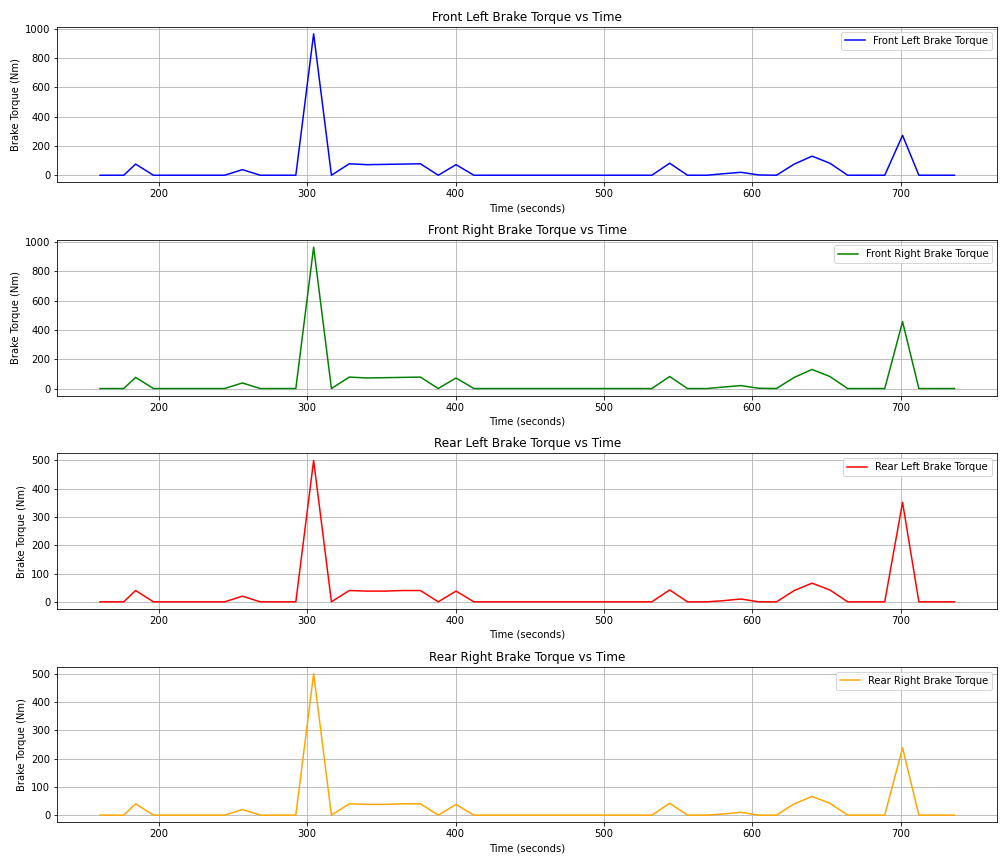 Front Left Brake Torque vs Time
1000
800
600
400
200
0
Brake Torque (Nm)
Front Left Brake Torque
200 300 400 500 600 700
Time (seconds)
Front Right Brake Torque vs Time
1000
800
600
400
200
0
Brake Torque (Nm)
Front Right Brake Torque
200 300 400 500 600 700
Time (seconds)
Rear Left Brake Torque vs Time
500
400
300
200
100
0
Brake Torque (Nm)
Rear Left Brake Torque
200 300 400 500 600 700
Time (seconds)
Rear Right Brake Torque vs Time
500
400
300
200
100
0
Brake Torque (Nm)
Rear Right Brake Torque
200 300 400 500 600 700
Time (seconds)